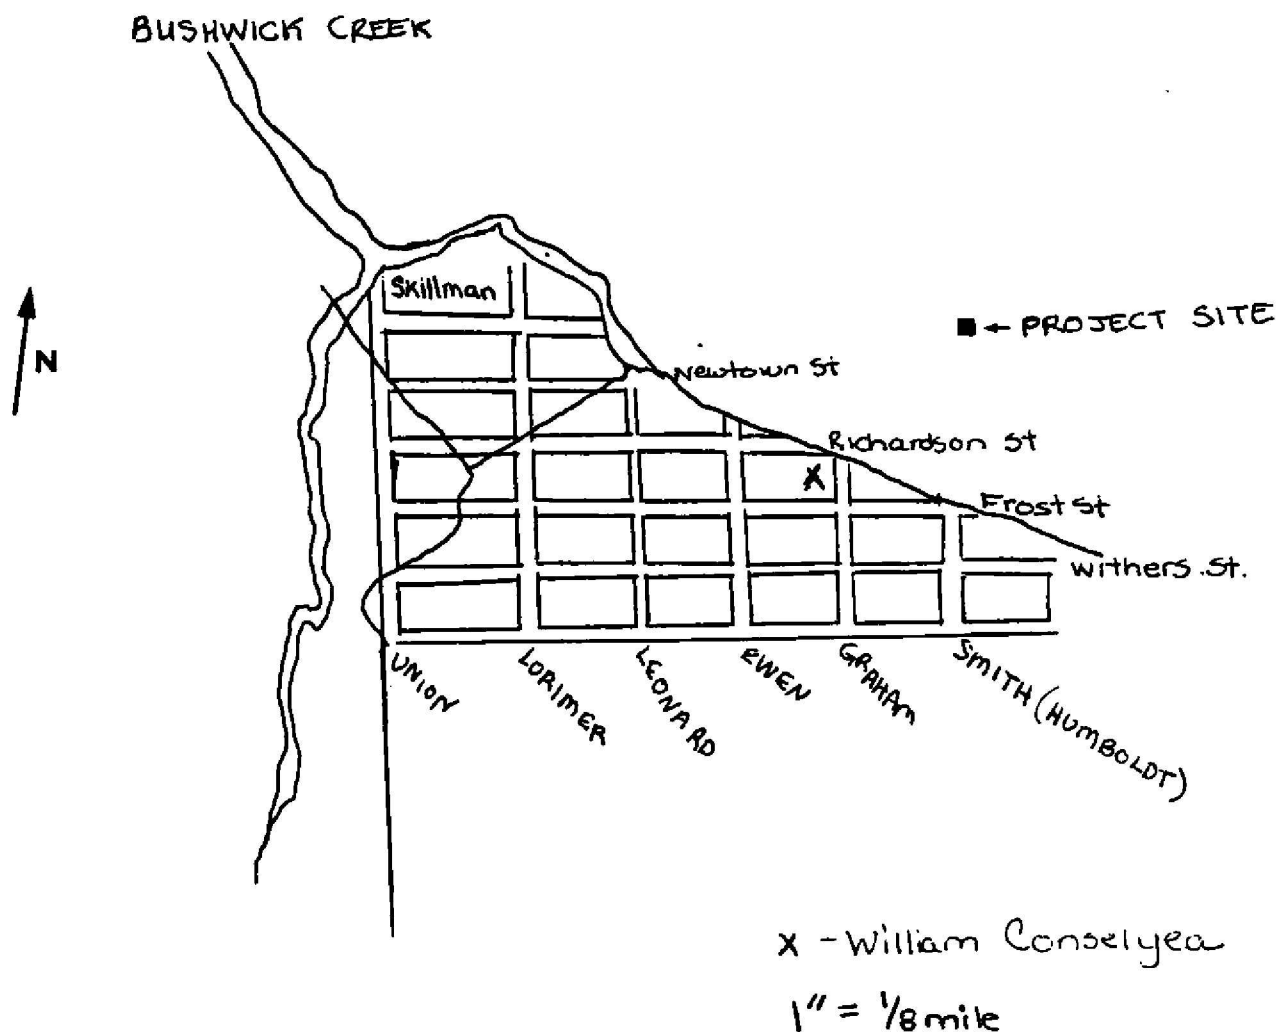 BUSHWICK CREEK
Skillman
PROJECT SITE
N
Newtown St
Richardson St
X
Frost St
Withers St.
UNION
LORIMER
LEONARD
EWEN
GRAHAM
SMITH (HUMBOLDT)
X - William Conselyea
1" = 1/8 mile